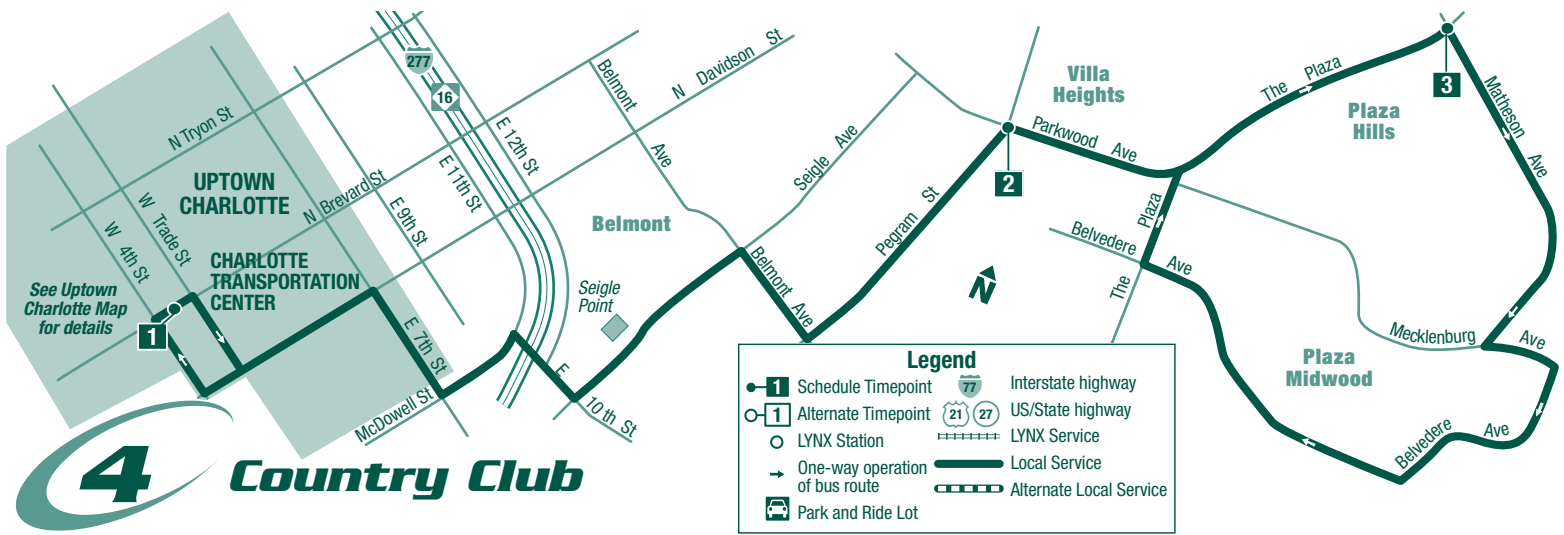 277
16
N Tryon St
UPTOWN
CHARLOTTE
N Brevard St
W Trade St
W 4th St
CHARLOTTE
TRANSPORTATION
CENTER
See Uptown
Charlotte Map
for details
1
E 7th St
E 9th St
E 11th St
E 12th St
McDowell St
E 10 th St
Belmont Ave
N Davidson St
Belmont
Seigle
Point
Seigle Ave
Belmont Ave
Pegram St
N
2
Villa
Heights
Parkwood Ave
The Plaza
Plaza
Hills
3
Matheson Ave
The Plaza
Belvedere Ave
Mecklenburg Ave
Plaza
Midwood
Belvedere Ave
4 Country Club
Legend
1 Schedule Timepoint
1 Alternate Timepoint
LYNX Station
One-way operation
of bus route
Park and Ride Lot
77 Interstate highway
21 27 US/State highway
LYNX Service
Local Service
Alternate Local Service